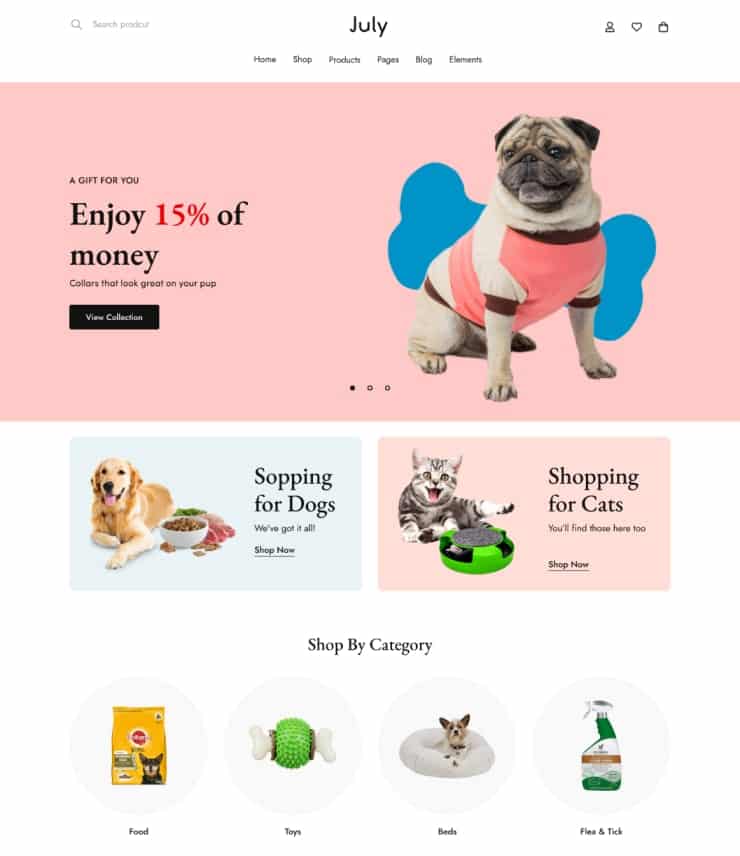 Search prodcut
July
Home Shop Products Pages Blog Elements
A GIFT FOR YOU
Enjoy 15% of
money
Collars that look great on your pup
View Collection
Sopping
for Dogs
We've got it all!
Shop Now
Shopping
for Cats
You'll find those here too
Shop Now
Shop By Category
Food
Toys
Beds
Flea & Tick